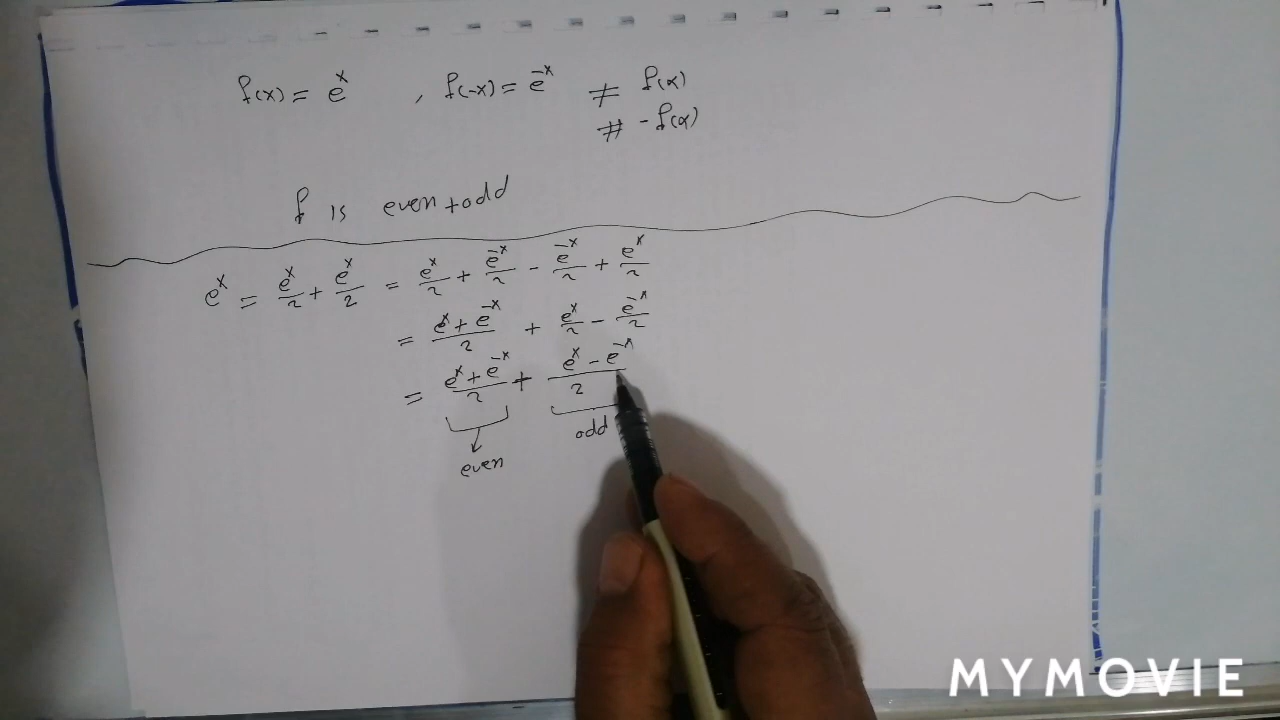 f(x) = e^x , f(-x) = e^-x ≠ f(x)
≠ - f(x)
f is even + odd
e^x = e^x/2 + e^x/2 = e^x/2 + e^-x/2 - e^-x/2 + e^x/2
= e^x + e^-x/2 + e^x/2 - e^-x/2
= e^x + e^-x/2 + e^x - e^-x/2
odd
even
MYMOVIE